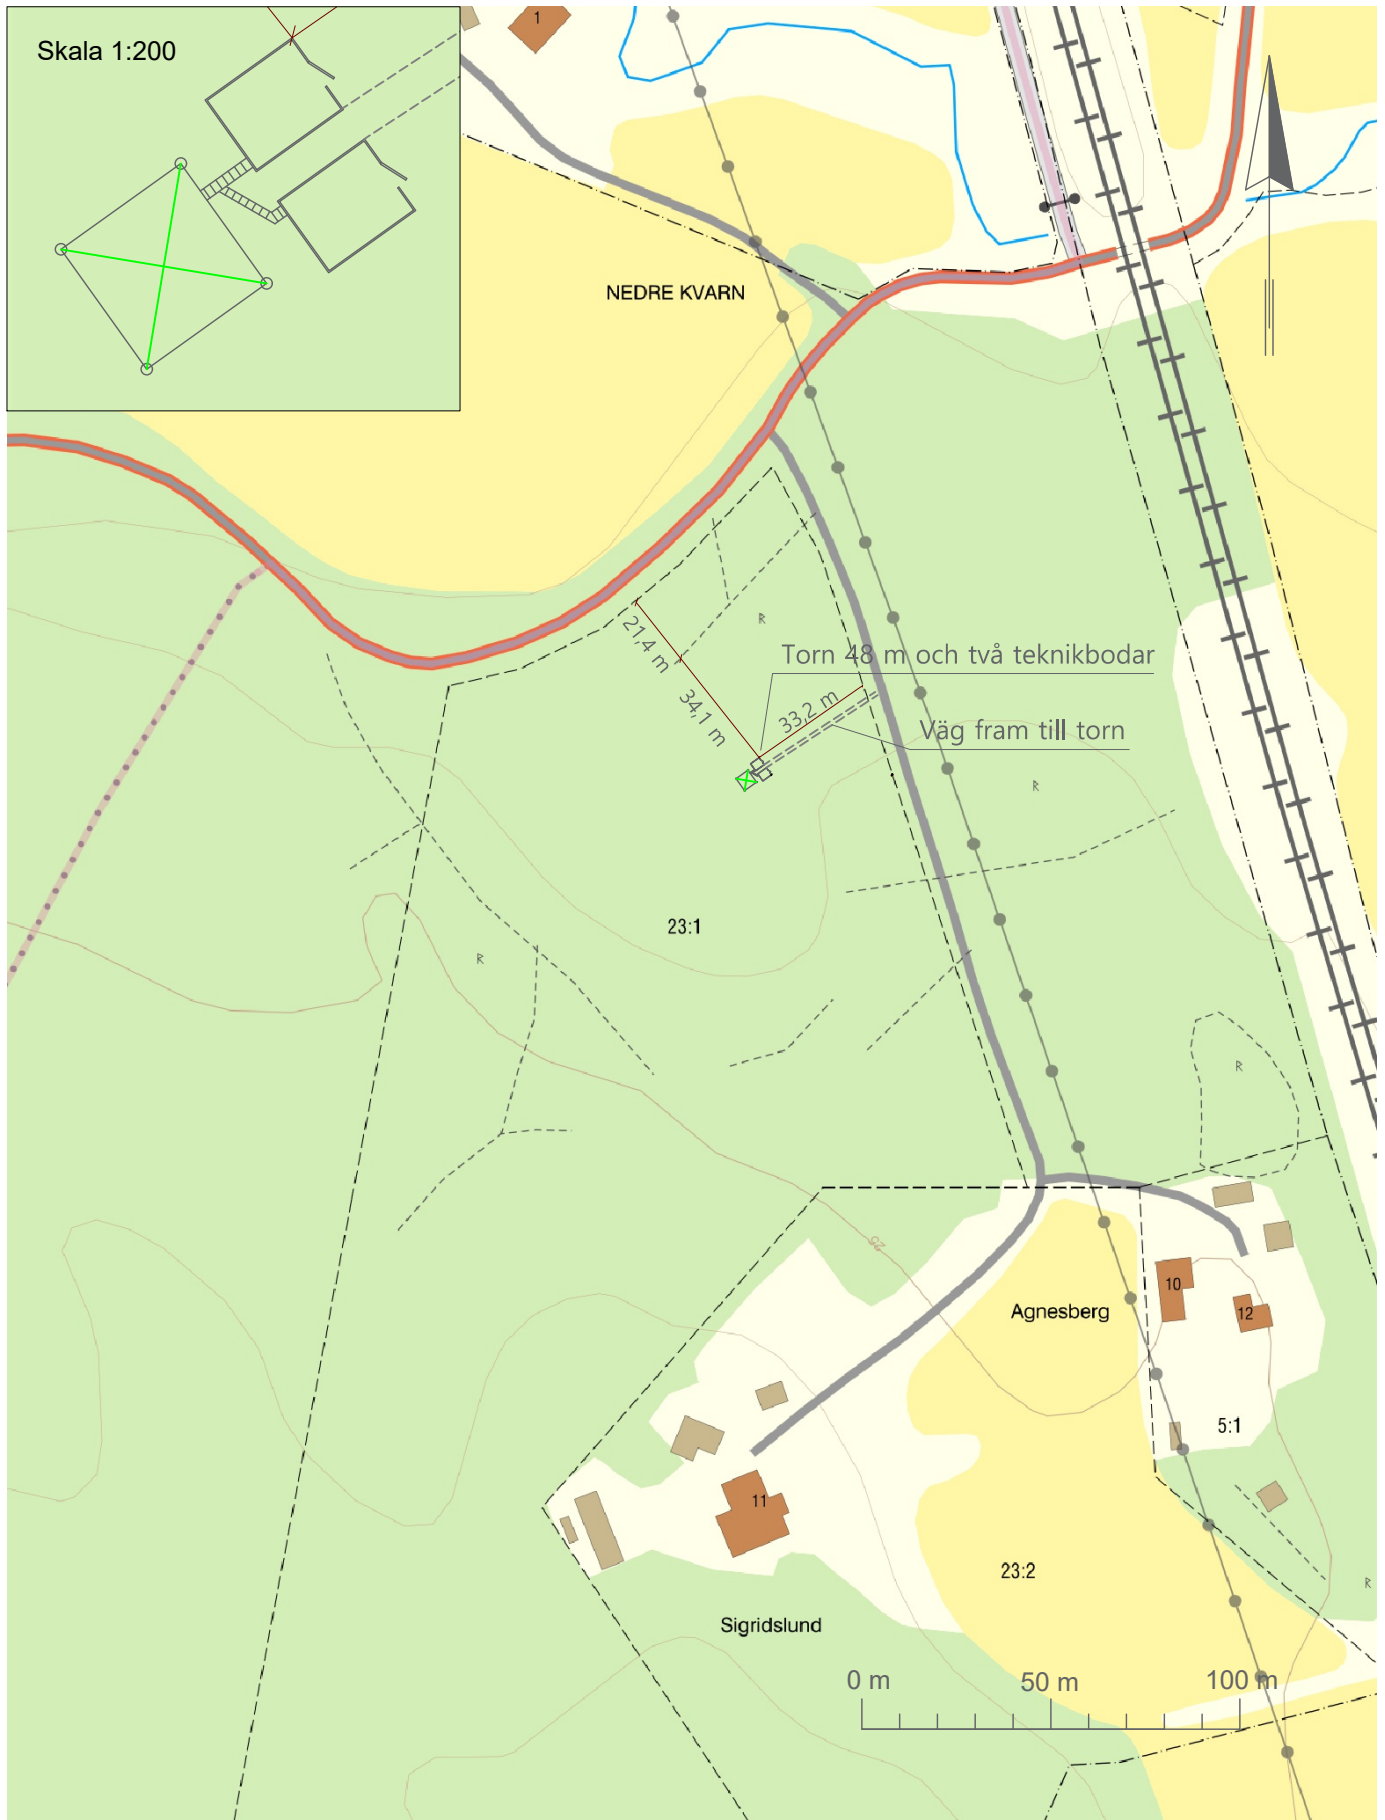 Skala 1:200
1
NEDRE KVARN
R
21,4 m
Torn 48 m och två teknikbodar
34,1 m
33,2 m
Väg fram till torn
R
23:1
R
R
25
10
Agnesberg
12
5:1
11
23:2
R
Sigridslund
0 m 50 m 100 m